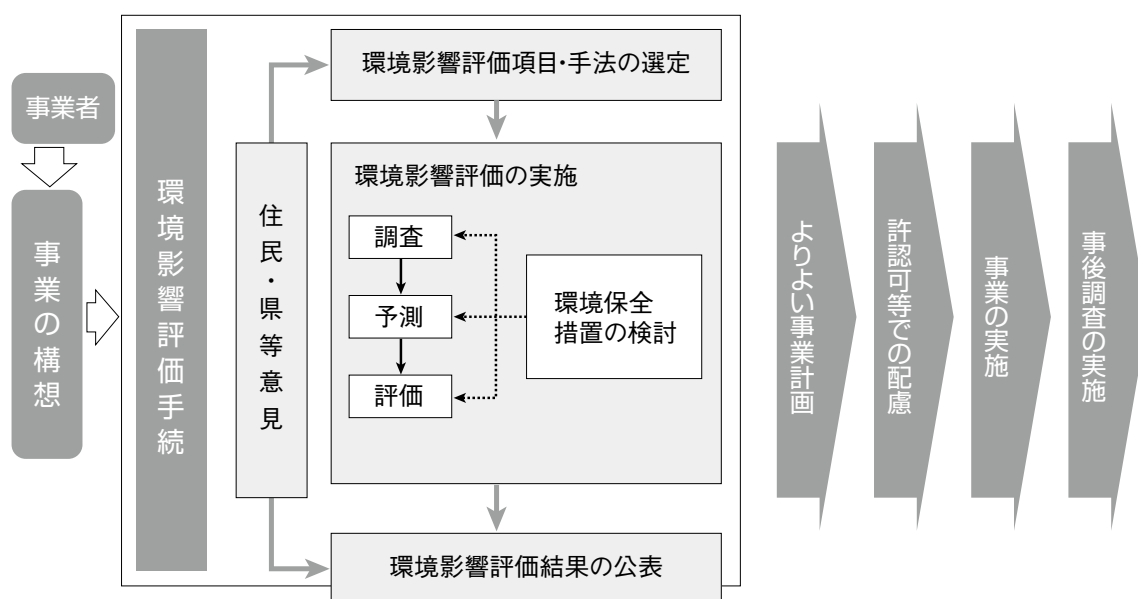 事業者
事業の構想
環境影響評価手続
住民・県等意見
環境影響評価項目・手法の選定
環境影響評価の実施
調査
予測
評価
環境保全
措置の検討
環境影響評価結果の公表
よりよい事業計画
許認可等での配慮
事業の実施
事後調査の実施